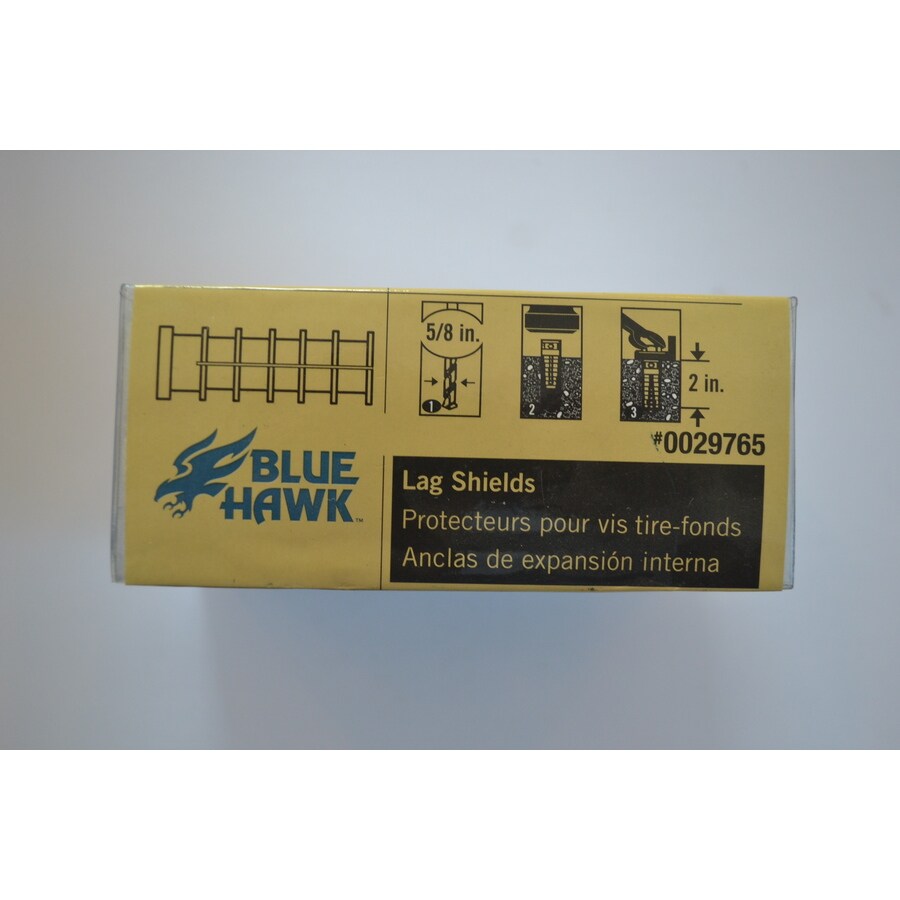 5/8 in.
1
2
3
2 in.
#0029765
BLUE
HAWK™
Lag Shields
Protecteurs pour vis tire-fonds
Anclas de expansión interna